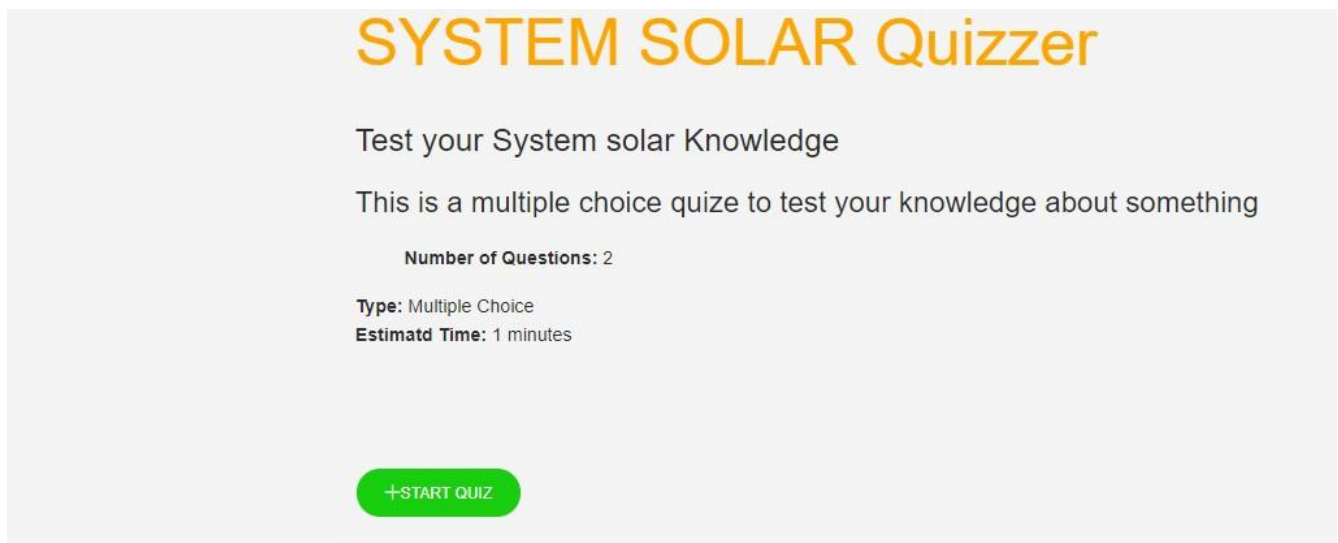 SYSTEM SOLAR Quizzer
Test your System solar Knowledge
This is a multiple choice quize to test your knowledge about something
Number of Questions: 2
Type: Multiple Choice
Estimatd Time: 1 minutes
+START QUIZ